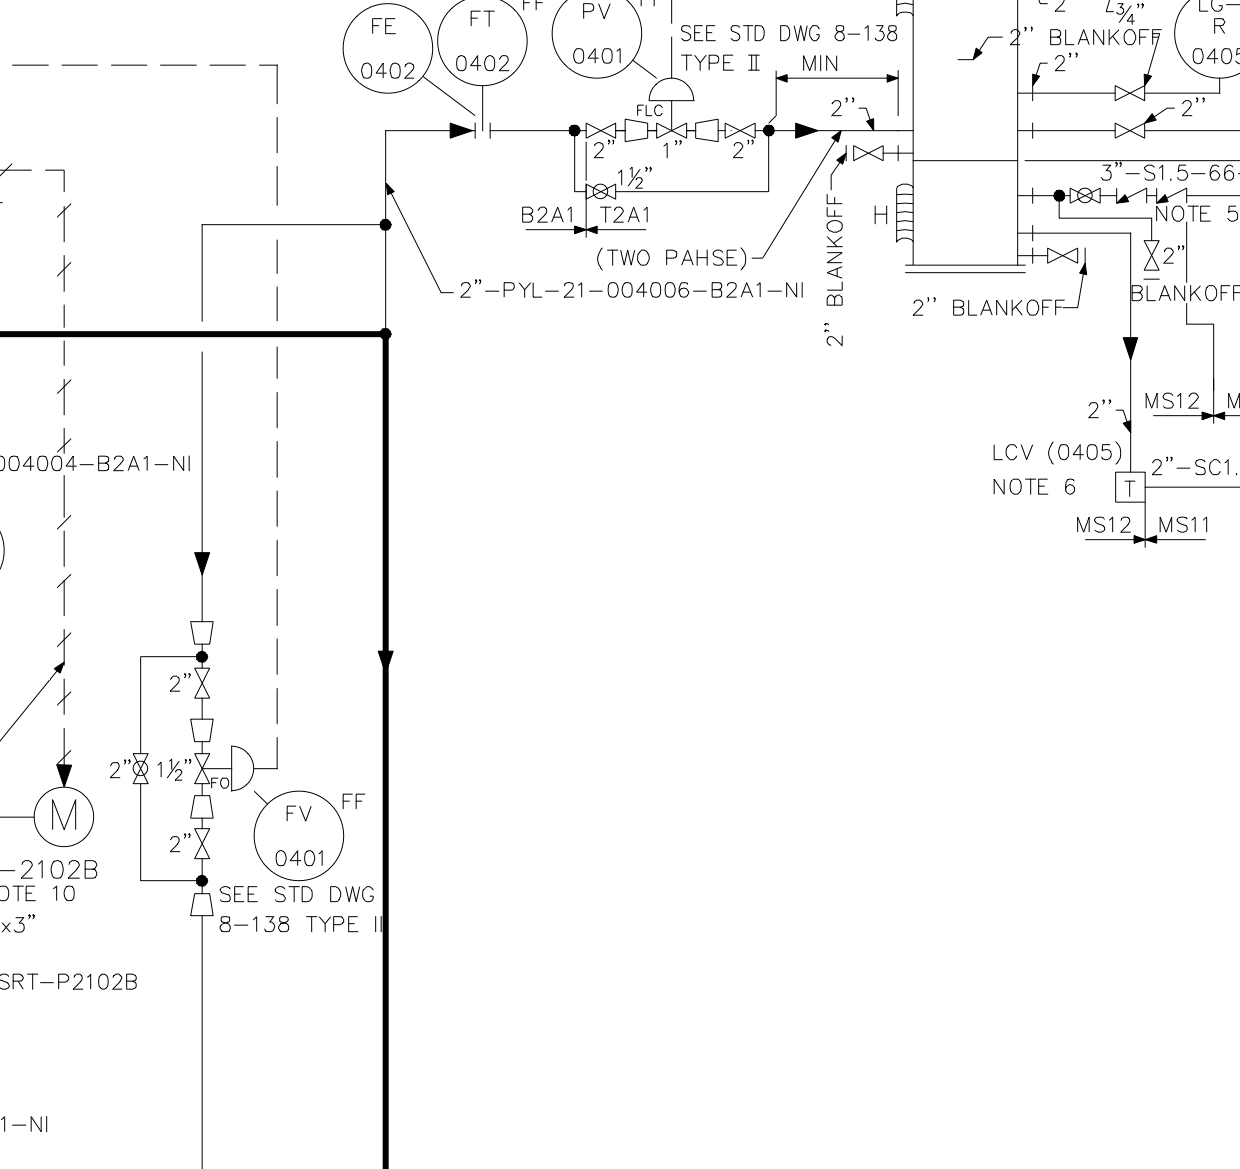 FE
0402
FT
0402
FF
PV
0401
SEE STD DWG 8-138
TYPE II
MIN
FLC
2"
1"
2"
1½"
B2A1
T2A1
2''
(TWO PAHSE)
2"-PYL-21-004006-B2A1-NI
2" BLANKOFF
H
2''
2''
BLANKOFF
¾"
2''
2''
LG-
R
0405
3"-S1.5-66-
NOTE 5
2"
BLANKOFF
2'' BLANKOFF
MS12
2''
LCV (0405)
NOTE 6
T
2"-SC1.
MS12
MS11
004004-B2A1-NI
2"
2"
1½"
FO
2"
FV
0401
FF
SEE STD DWG
8-138 TYPE II
M
-2102B
OTE 10
x3"
SRT-P2102B
1-NI